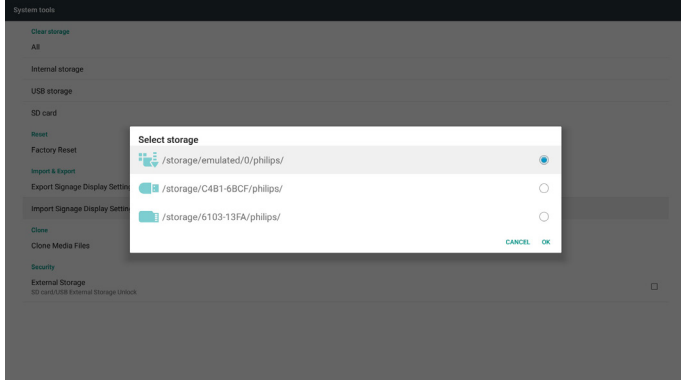 System tools
Clear storage
All
Internal storage
USB storage
SD card
Reset
Factory Reset
Import & Export
Export Signage Display Settin
Import Signage Display Settin
Clone
Clone Media Files
Security
External Storage
SD card/USB External Storage Unlock
Select storage
/storage/emulated/0/philips/
/storage/C4B1-6BCF/philips/
/storage/6103-13FA/philips/
CANCEL OK